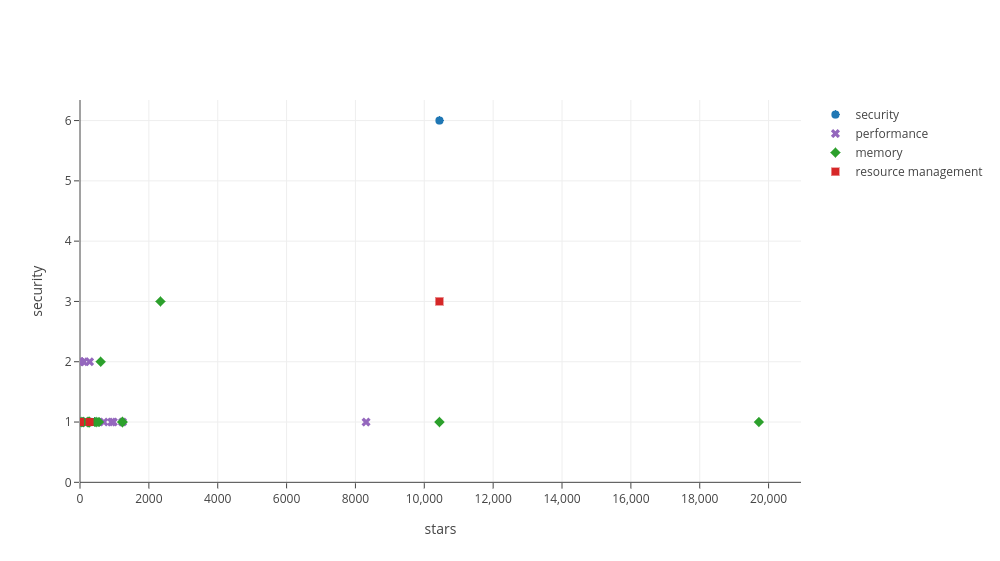 security
performance
memory
resource management
6
5
4
3
2
1
0
security
0 2000 4000 6000 8000 10,000 12,000 14,000 16,000 18,000 20,000
stars